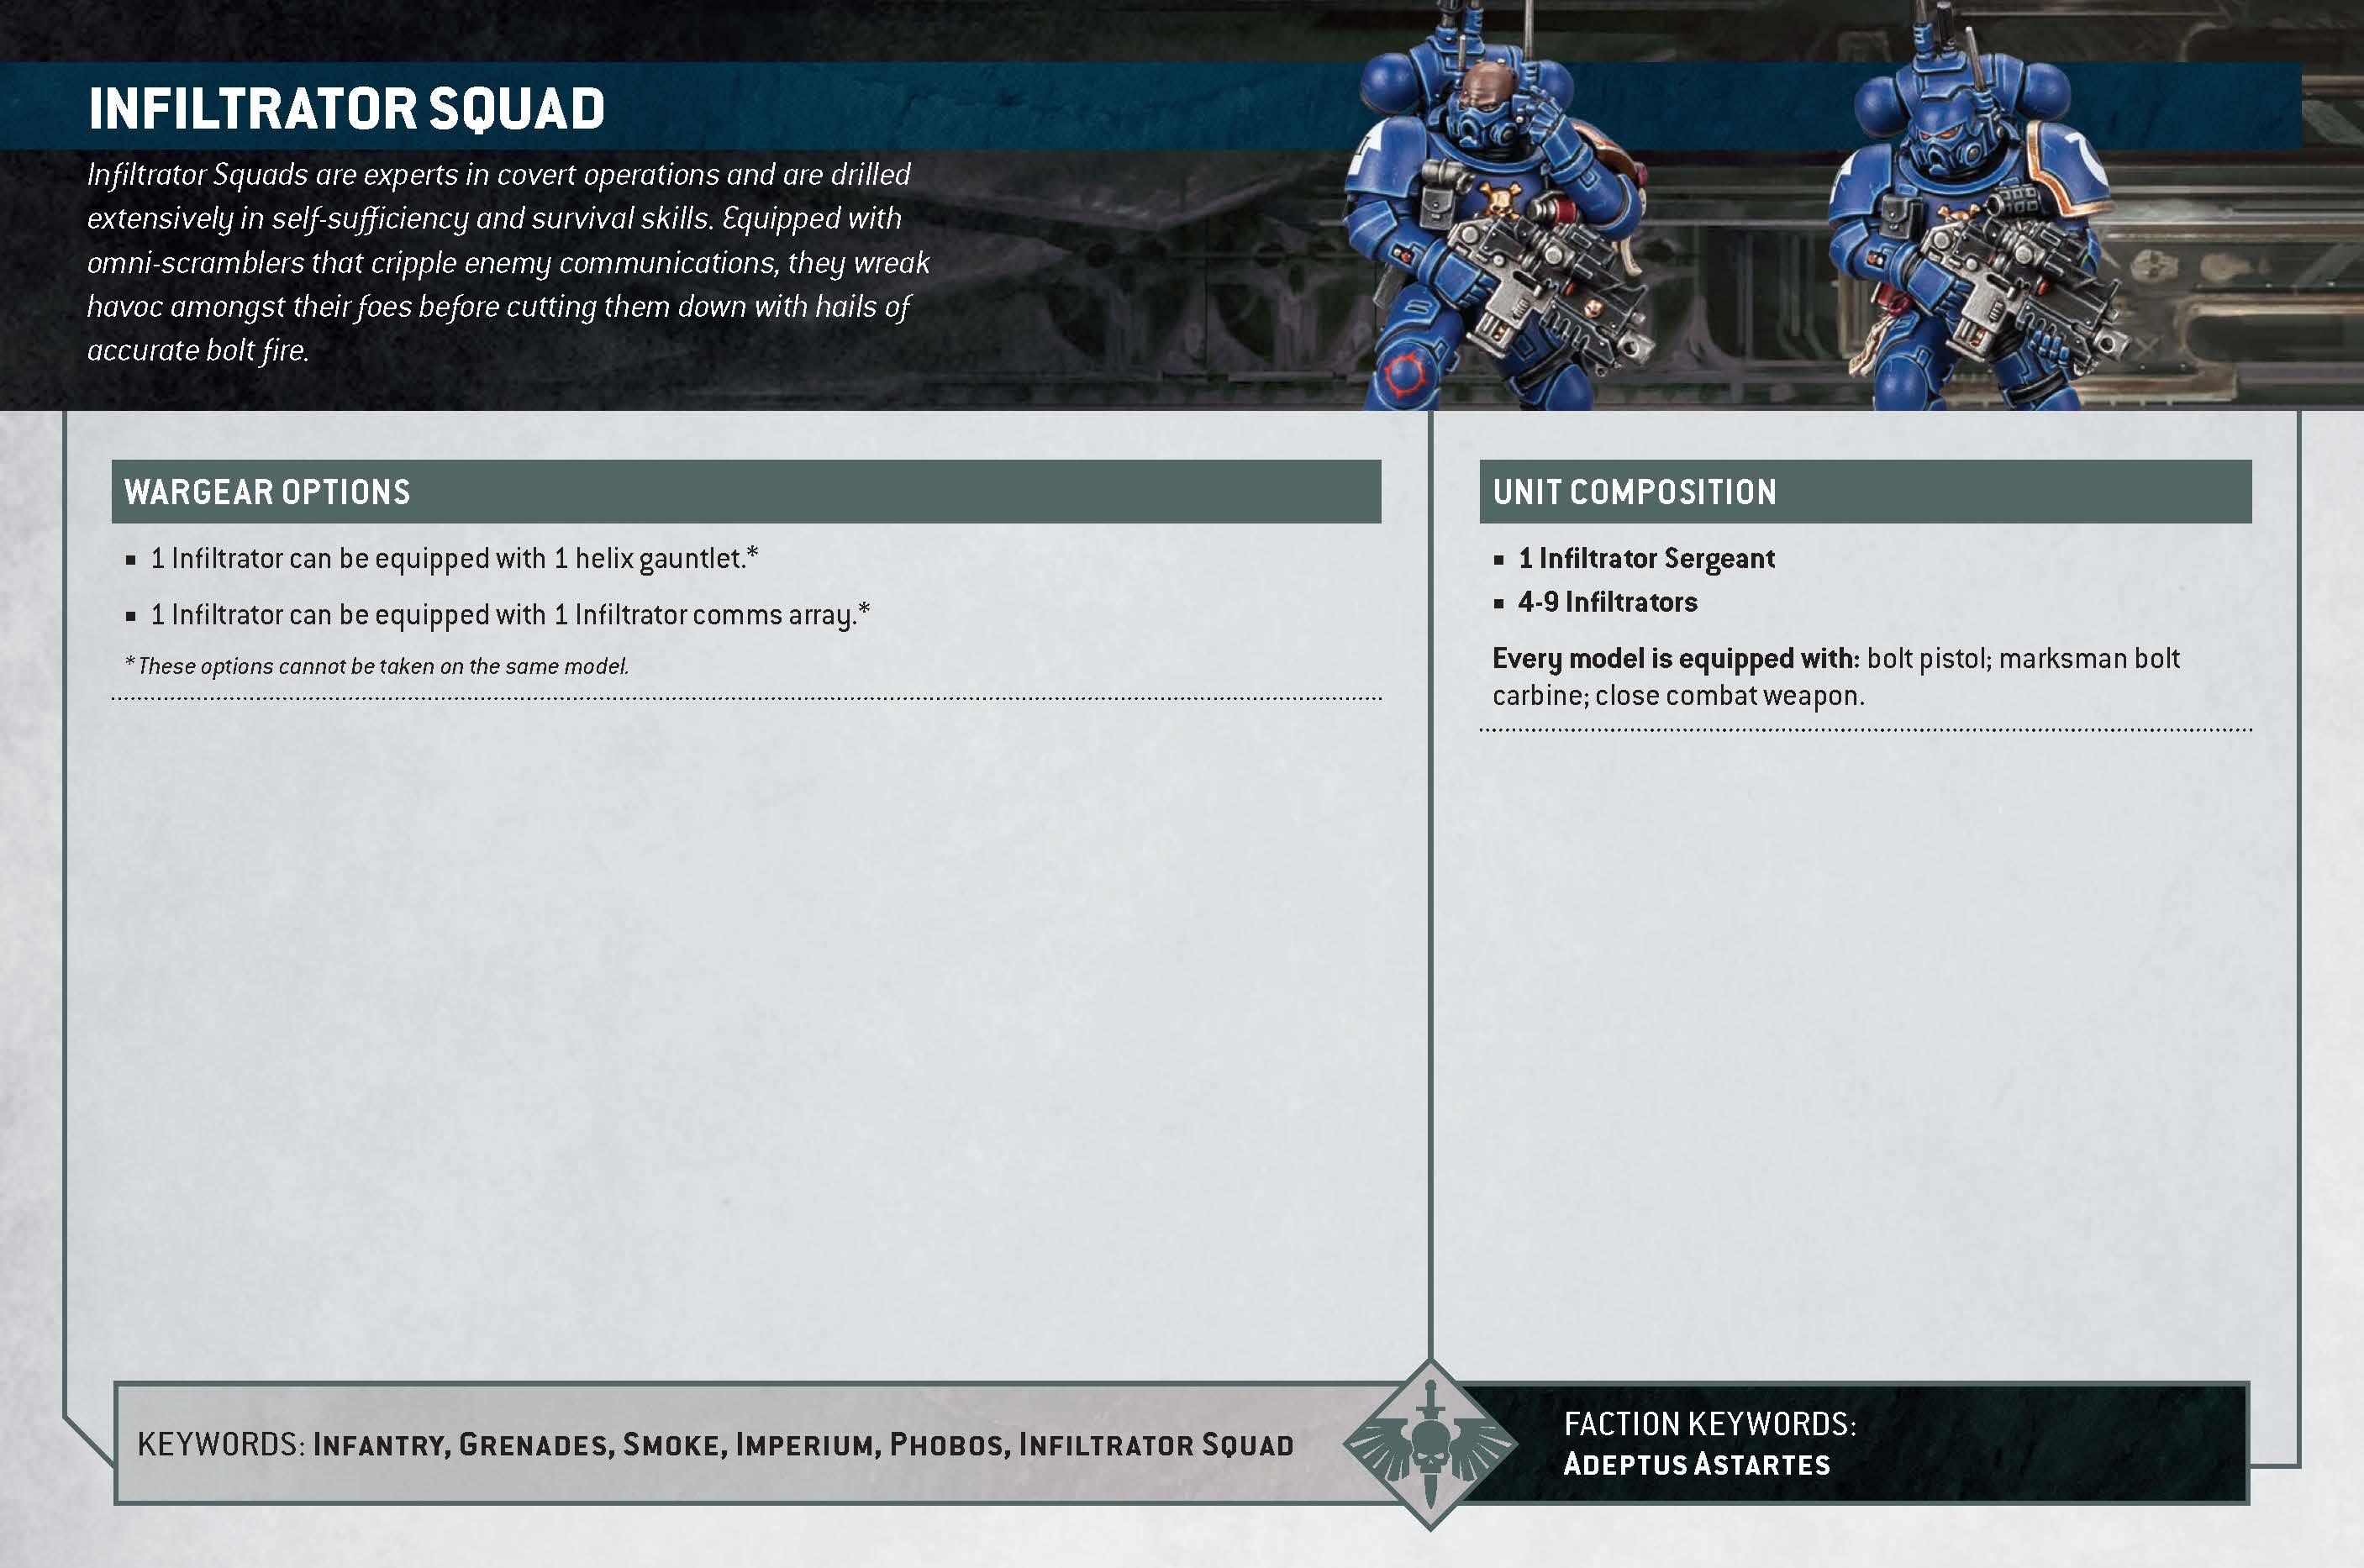 INFILTRATOR SQUAD
Infiltrator Squads are experts in covert operations and are drilled
extensively in self-sufficiency and survival skills. Equipped with
omni-scramblers that cripple enemy communications, they wreak
havoc amongst their foes before cutting them down with hails of
accurate bolt fire.
WARGEAR OPTIONS
▪ 1 Infiltrator can be equipped with 1 helix gauntlet.*
▪ 1 Infiltrator can be equipped with 1 Infiltrator comms array.*
* These options cannot be taken on the same model.
UNIT COMPOSITION
▪ 1 Infiltrator Sergeant
▪ 4-9 Infiltrators
Every model is equipped with: bolt pistol; marksman bolt
carbine; close combat weapon.
KEYWORDS: INFANTRY, GRENADES, SMOKE, IMPERIUM, PHOBOS, INFILTRATOR SQUAD
FACTION KEYWORDS:
ADEPTUS ASTARTES